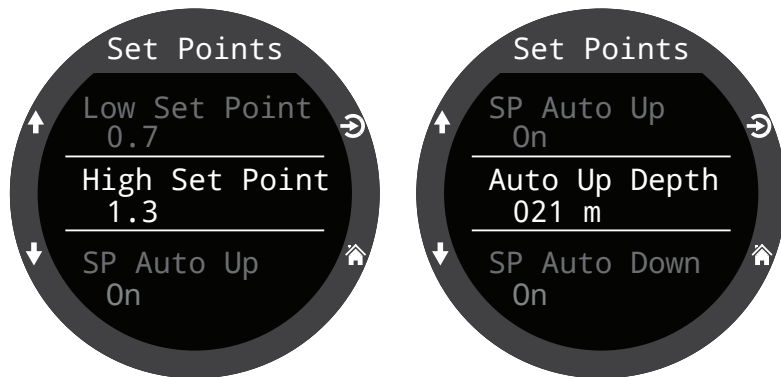 Set Points
Low Set Point
0.7
High Set Point
1.3
SP Auto Up
On
Set Points
SP Auto Up
On
Auto Up Depth
021 m
SP Auto Down
On